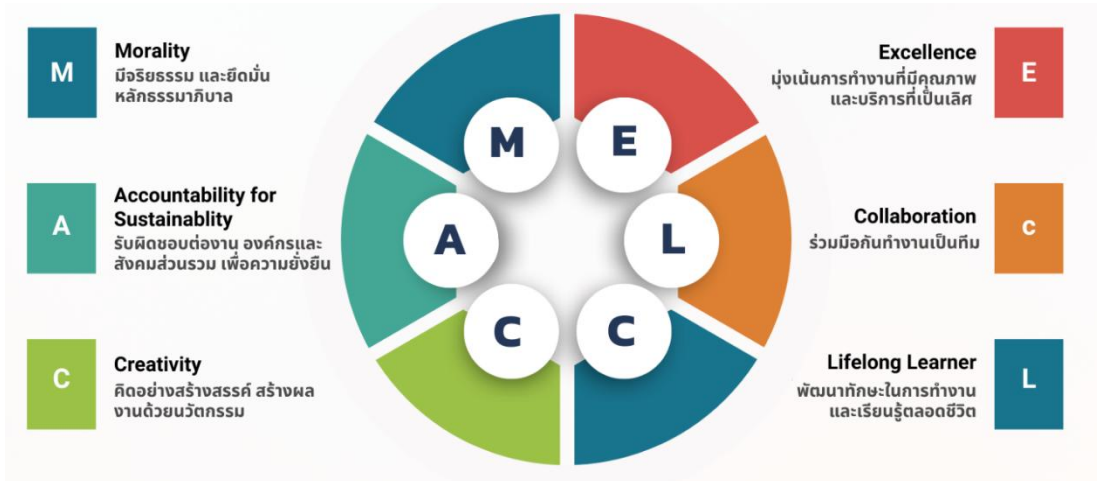 M
Morality
มีจริยธรรม และยึดมั่น
หลักธรรมาภิบาล
A
Accountability for
Sustainablity
รับผิดชอบต่องาน องค์กรและ
สังคมส่วนรวม เพื่อความยั่งยืน
C
Creativity
คิดอย่างสร้างสรรค์ สร้างผล
งานด้วยนวัตกรรม
M
E
A
L
C
C
Excellence
มุ่งเน้นการทำงานที่มีคุณภาพ
และบริการที่เป็นเลิศ
E
Collaboration
ร่วมมือกันทำงานเป็นทีม
c
Lifelong Learner
พัฒนาทักษะในการทำงาน
และเรียนรู้ตลอดชีวิต
L